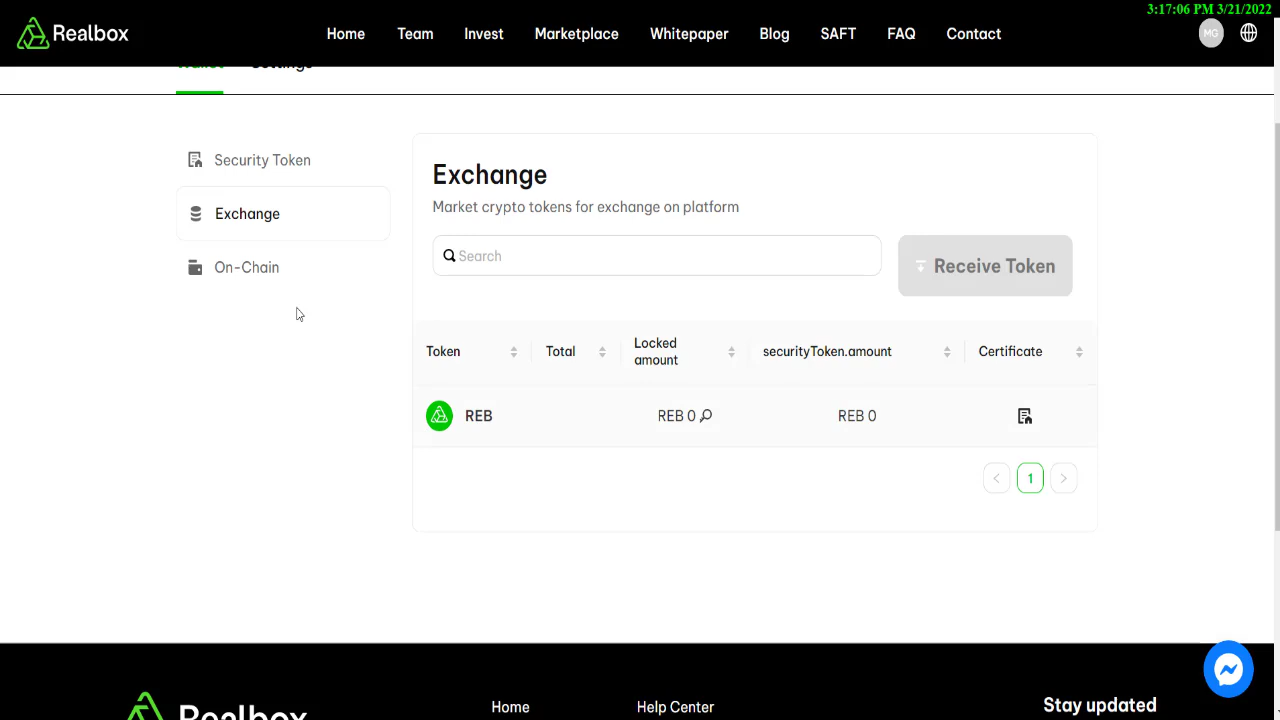 3:17:06 PM 3/21/2022
Realbox
Home Team Invest Marketplace Whitepaper Blog SAFT FAQ Contact
MG
Wallet Settings
Security Token
Exchange
On-Chain
Exchange
Market crypto tokens for exchange on platform
Search
Receive Token
Token Total Locked amount securityToken.amount Certificate
REB REB 0 REB 0
1
Realbox Home Help Center Stay updated